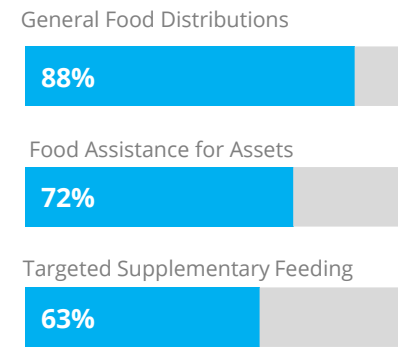 General Food Distributions
88%
Food Assistance for Assets
72%
Targeted Supplementary Feeding
63%